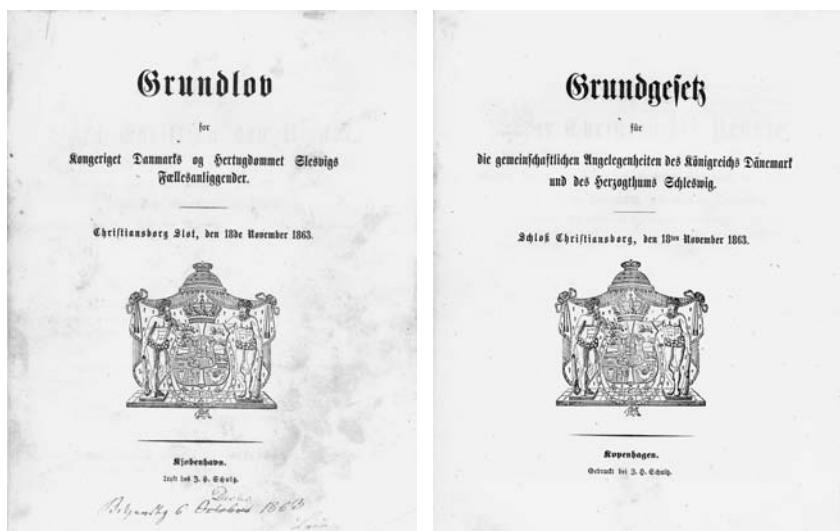 Grundlov
for
Kongeriget Danmarks og Hertugdømmet Slesvigs
Fællesanliggender.
Christiansborg Slot, den 18de November 1863.
Kjøbenhavn.
Trykt hos J. H. Schultz.
6 1863
Grundgesetz
für
die gemeinschaftlichen Angelegenheiten des Königreichs Dänemark
und des Herzogthums Schleswig.
Schloß Christiansborg, den 18ten November 1863.
Kopenhagen.
Gedruckt bei J. H. Schultz.